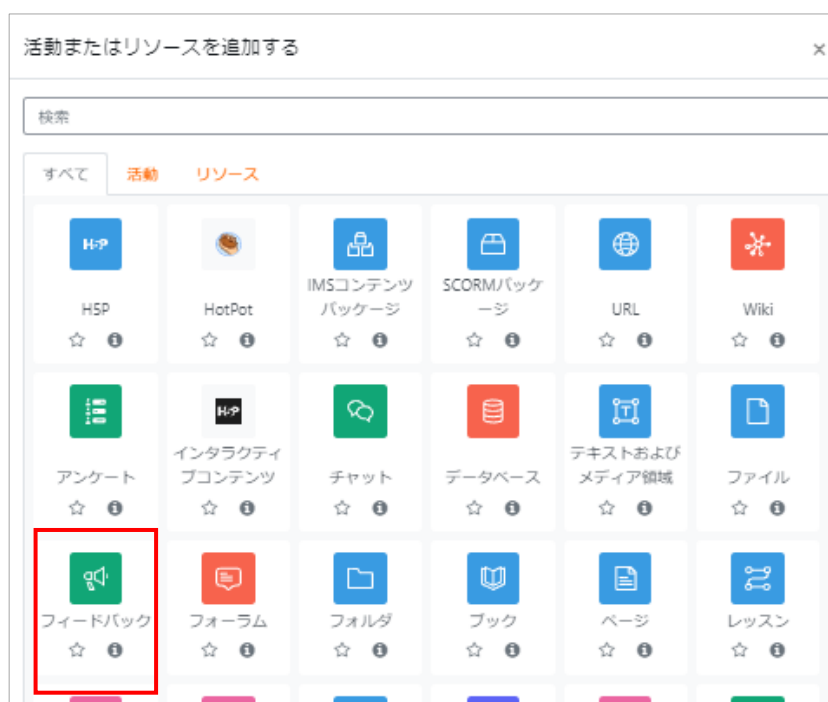 活動またはリソースを追加する ×
検索
すべて 活動 リソース
H5P
H5P
HotPot
IMSコンテンツ
パッケージ
SCORMパッケ
ージ
URL
Wiki
アンケート
H5P
インタラクティ
ブコンテンツ
チャット
データベース
T
テキストおよび
メディア領域
ファイル
フィードバック
フォーラム
フォルダ
ブック
ページ
レッスン